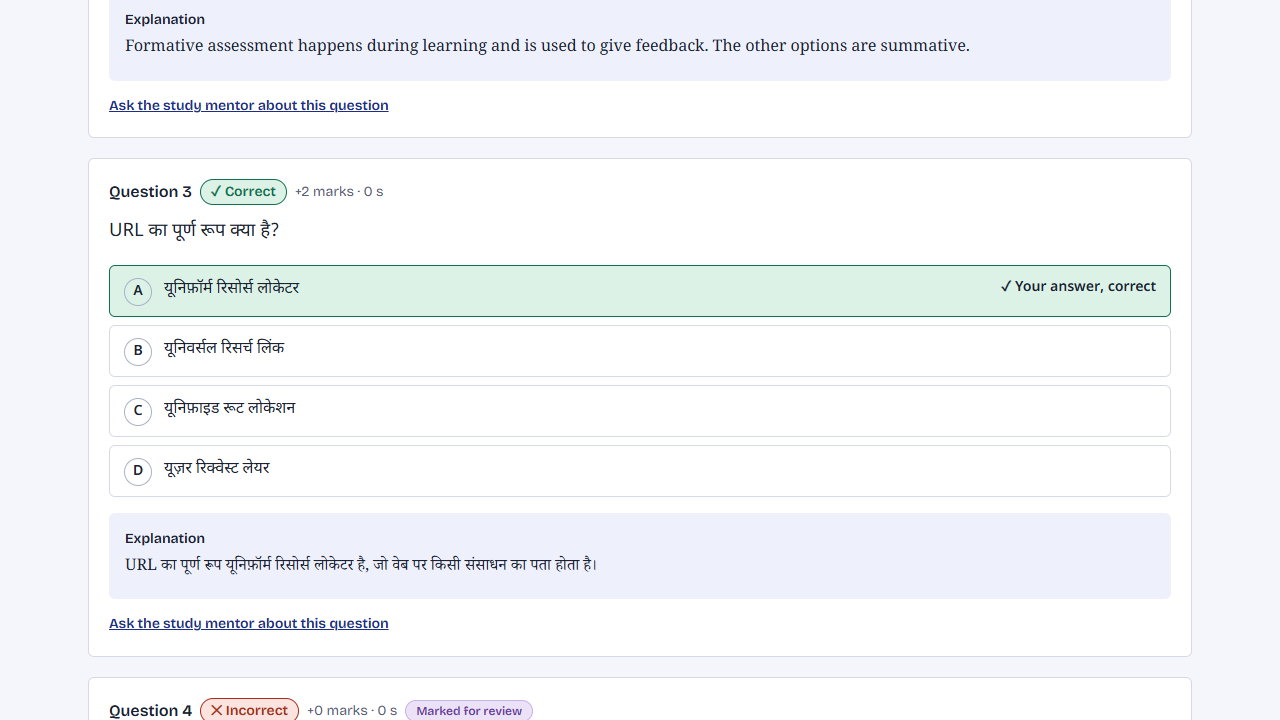 Explanation
Formative assessment happens during learning and is used to give feedback. The other options are summative.
Ask the study mentor about this question
Question 3 ✓ Correct +2 marks · 0 s
URL का पूर्ण रूप क्या है?
A यूनिफ़ॉर्म रिसोर्स लोकेटर ✓ Your answer, correct
B यूनिवर्सल रिसर्च लिंक
C यूनिफ़ाइड रूट लोकेशन
D यूज़र रिक्वेस्ट लेयर
Explanation
URL का पूर्ण रूप यूनिफ़ॉर्म रिसोर्स लोकेटर है, जो वेब पर किसी संसाधन का पता होता है।
Ask the study mentor about this question
Question 4 ✕ Incorrect +0 marks · 0 s Marked for review